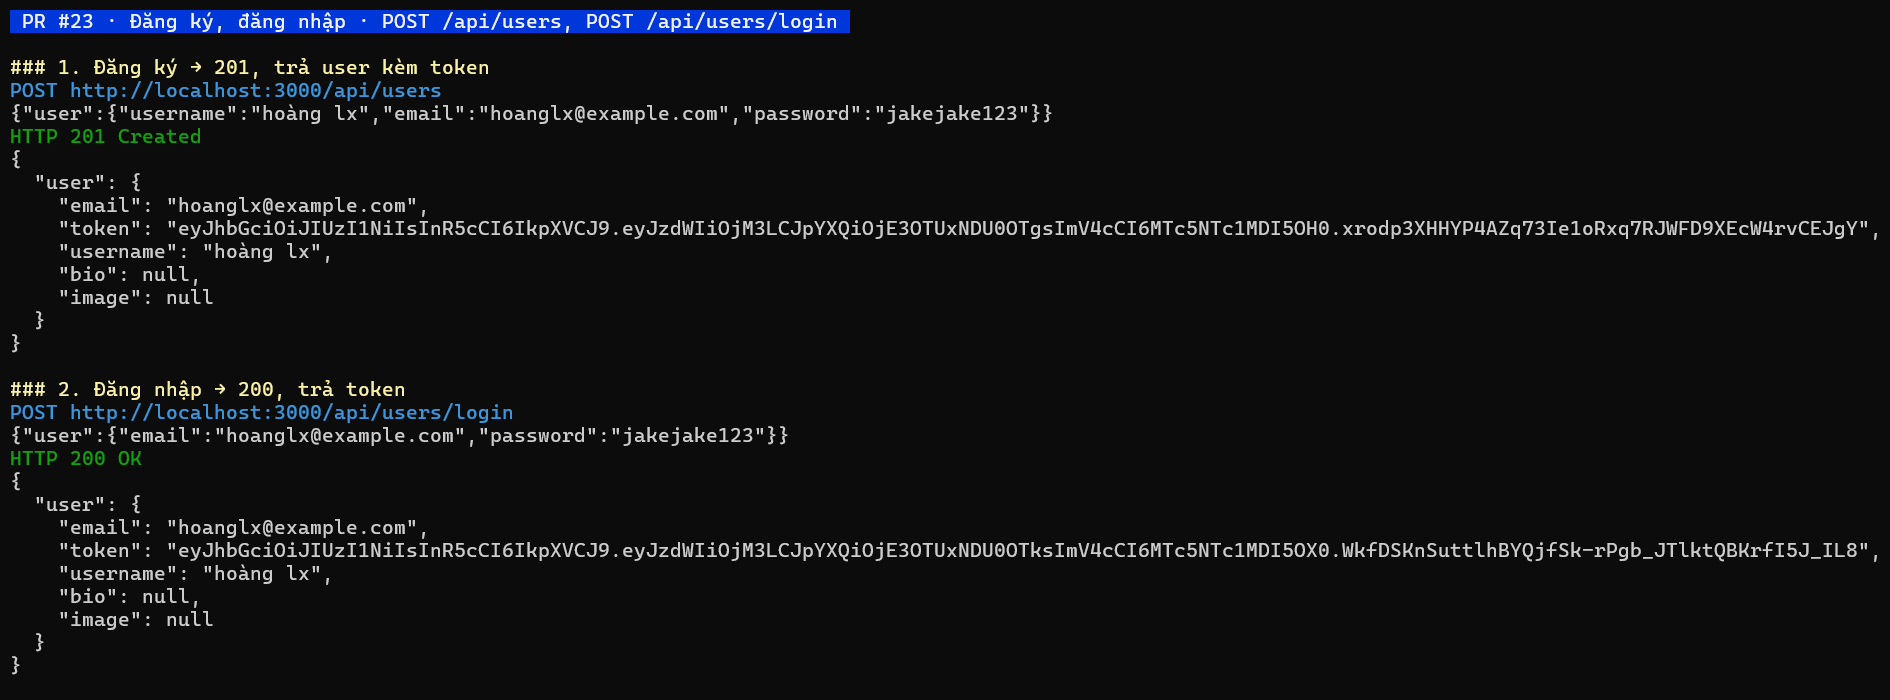 PR #23 · Đăng ký, đăng nhập · POST /api/users, POST /api/users/login
### 1. Đăng ký → 201, trả user kèm token
POST http://localhost:3000/api/users
{"user":{"username":"hoàng lx","email":"hoanglx@example.com","password":"jakejake123"}}
HTTP 201 Created
{
  "user": {
    "email": "hoanglx@example.com",
    "token": "eyJhbGciOiJIUzI1NiIsInR5cCI6IkpXVCJ9.eyJzdWIiOjM3LCJpYXQiOjE3OTUxNDU0OTgsImV4cCI6MTc5NTc1MDI5OH0.xrodp3XHHYP4AZq73Ie1oRxq7RJWFD9XEcW4rvCEJgY",
    "username": "hoàng lx",
    "bio": null,
    "image": null
  }
}
### 2. Đăng nhập → 200, trả token
POST http://localhost:3000/api/users/login
{"user":{"email":"hoanglx@example.com","password":"jakejake123"}}
HTTP 200 OK
{
  "user": {
    "email": "hoanglx@example.com",
    "token": "eyJhbGciOiJIUzI1NiIsInR5cCI6IkpXVCJ9.eyJzdWIiOjM3LCJpYXQiOjE3OTUxNDU0OTksImV4cCI6MTc5NTc1MDI5OX0.WkfDSKnSuttlhBYQjfSk-rPgb_JTlktQBKrfI5J_IL8",
    "username": "hoàng lx",
    "bio": null,
    "image": null
  }
}